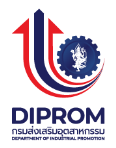 DIPROM
กรมส่งเสริมอุตสาหกรรม
DEPARTMENT OF INDUSTRIAL PROMOTION